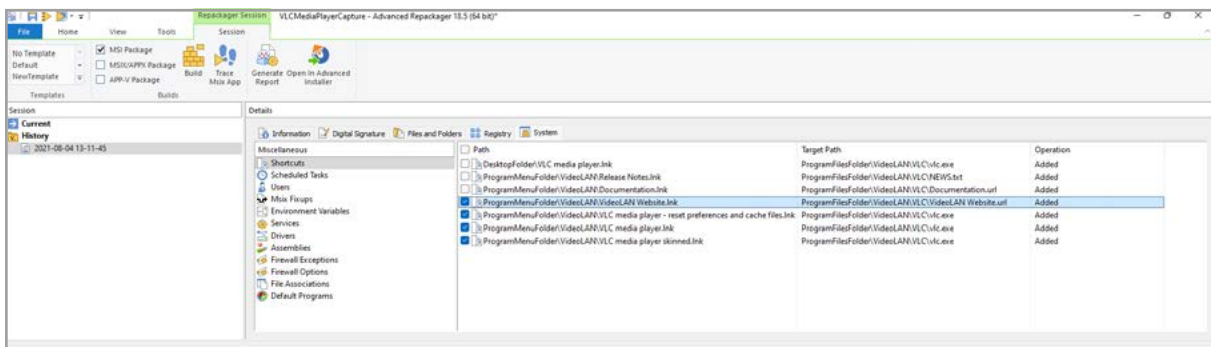 Repackager Session VLCMediaPlayerCapture - Advanced Repackager 18.5 (64 bit)*
File Home View Tools Session
No Template
Default
NewTemplate
Templates
MSI Package
MSIX/APPX Package
APP-V Package
Builds
Build
Trace
Msix App
Generate
Report
Open In Advanced
Installer
Session
Current
History
2021-08-04 13-11-45
Details
Information Digital Signature Files and Folders Registry System
Miscellaneous
Shortcuts
Scheduled Tasks
Users
Msix Fixups
Environment Variables
Services
Drivers
Assemblies
Firewall Exceptions
Firewall Options
File Associations
Default Programs
Path Target Path Operation
DesktopFolder\VLC media player.lnk ProgramFilesFolder\VideoLAN\VLC\vlc.exe Added
ProgramMenuFolder\VideoLAN\Release Notes.lnk ProgramFilesFolder\VideoLAN\VLC\NEWS.txt Added
ProgramMenuFolder\VideoLAN\Documentation.lnk ProgramFilesFolder\VideoLAN\VLC\Documentation.url Added
ProgramMenuFolder\VideoLAN\VideoLAN Website.lnk ProgramFilesFolder\VideoLAN\VLC\VideoLAN Website.url Added
ProgramMenuFolder\VideoLAN\VLC media player - reset preferences and cache files.lnk ProgramFilesFolder\VideoLAN\VLC\vlc.exe Added
ProgramMenuFolder\VideoLAN\VLC media player.lnk ProgramFilesFolder\VideoLAN\VLC\vlc.exe Added
ProgramMenuFolder\VideoLAN\VLC media player skinned.lnk ProgramFilesFolder\VideoLAN\VLC\vlc.exe Added